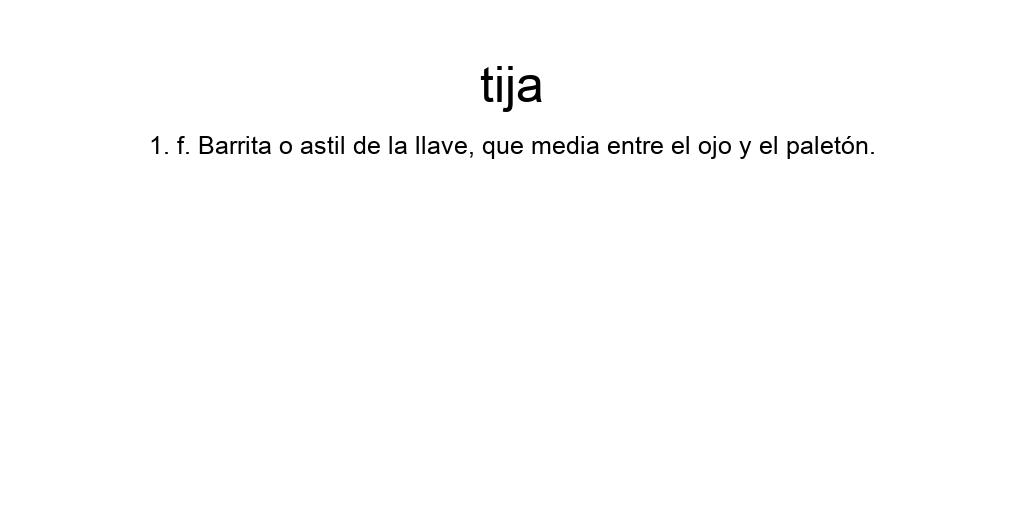 tija
1. f. Barrita o astil de la llave, que media entre el ojo y el paletón.